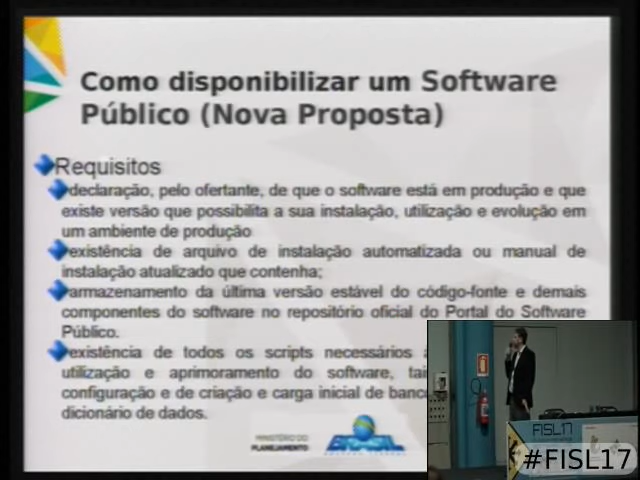 Como disponibilizar um Software
Público (Nova Proposta)
Requisitos
declaração, pelo ofertante, de que o software está em produção e que
existe versão que possibilita a sua instalação, utilização e evolução em
um ambiente de produção
existência de arquivo de instalação automatizada ou manual de
instalação atualizado que contenha;
armazenamento da última versão estável do código-fonte e demais
componentes do software no repositório oficial do Portal do Software
Público.
existência de todos os scripts necessários
utilização e aprimoramento do software,
configuração e de criação e carga inicial de
dicionário de dados.
MINISTÉRIO DO
PLANEJAMENTO
BRASIL
FISL17
#FISL17